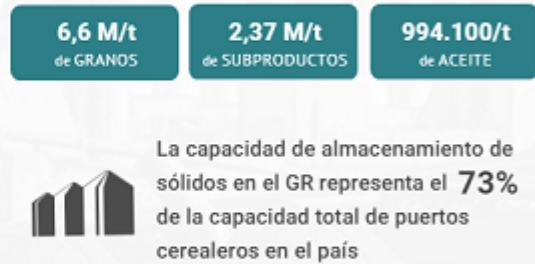 6,6 M/t
de GRANOS
2,37 M/t
de SUBPRODUCTOS
994.100/t
de ACEITE
La capacidad de almacenamiento de
sólidos en el GR representa el 73%
de la capacidad total de puertos
cerealeros en el país